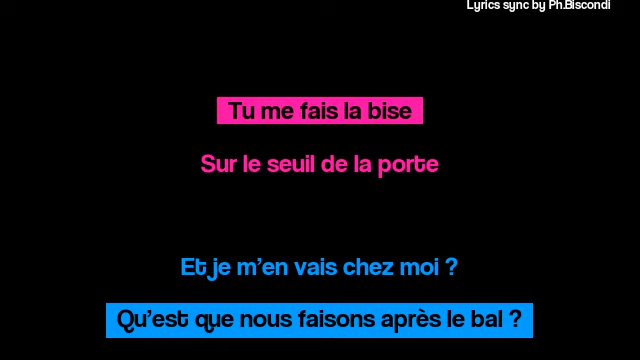 Lyrics sync by Ph.Biscondi
Tu me fais la bise
Sur le seuil de la porte
Et je m’en vais chez moi ?
Qu’est que nous faisons après le bal ?